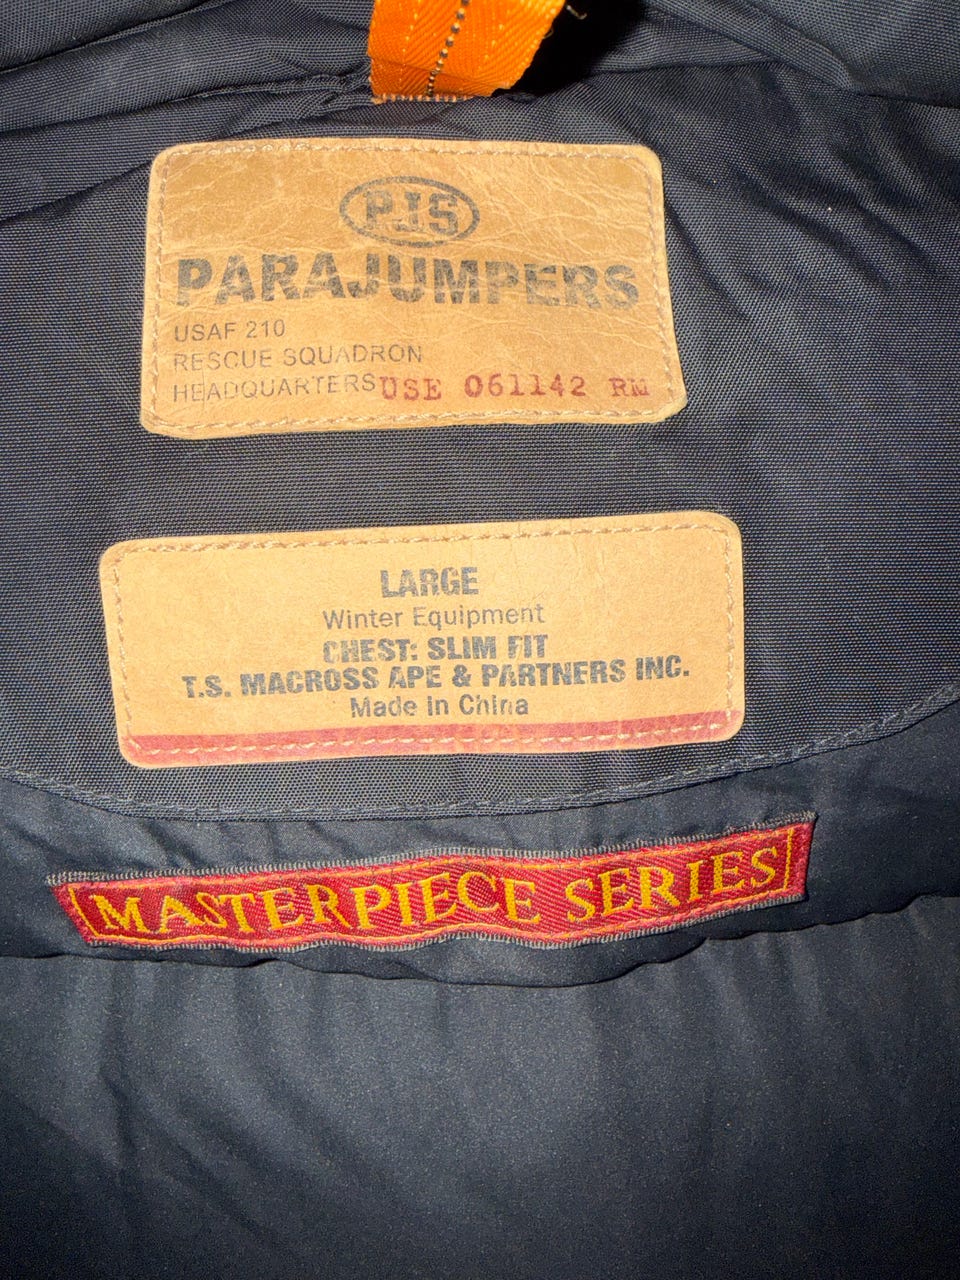 PJS
PARAJUMPERS
USAF 210
RESCUE SQUADRON
HEADQUARTERS USE 061142 RM
LARGE
Winter Equipment
CHEST: SLIM FIT
T.S. MACROSS APE & PARTNERS INC.
Made in China
MASTERPIECE SERIES